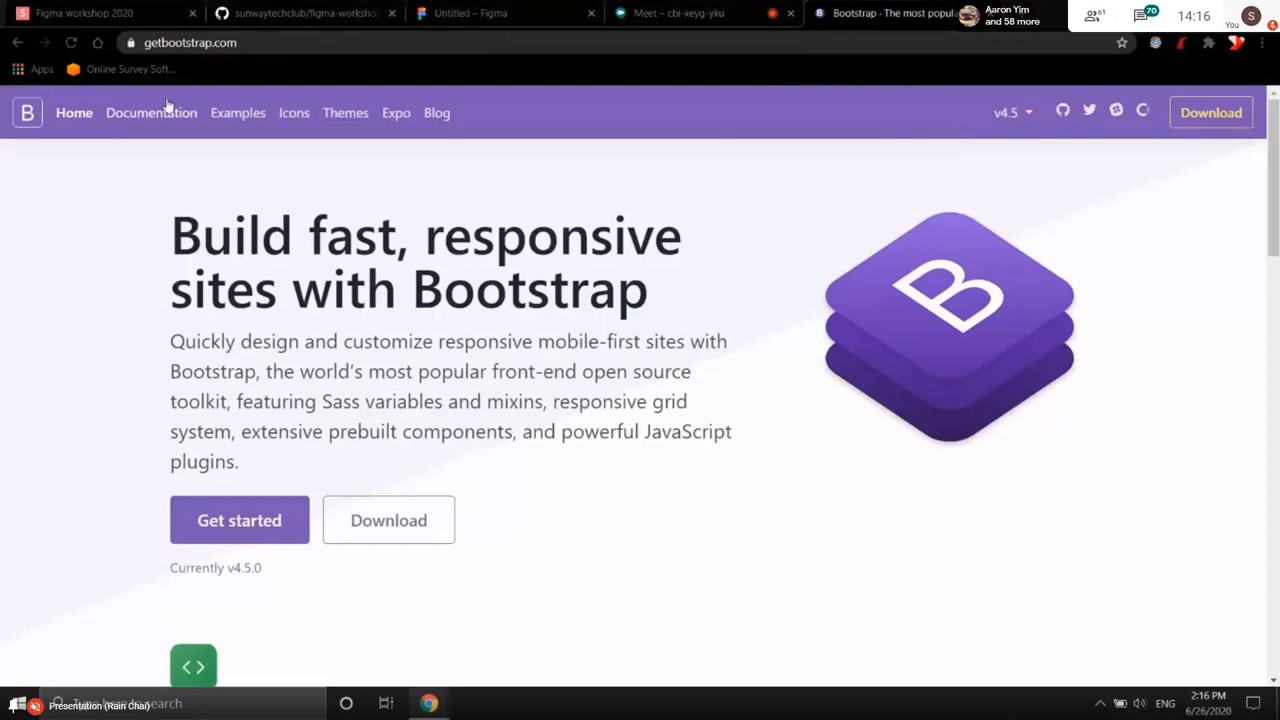 Figma workshop 2020
sunwaytechclub/figma-workshop
Untitled – Figma
Meet – cbi-xeyg-yku
Bootstrap · The most popul
Aaron Yim
and 58 more
61
70
14:16
You
S
getbootstrap.com
Apps
Online Survey Soft...
B
Home
Documentation
Examples
Icons
Themes
Expo
Blog
v4.5
Download
Build fast, responsive
sites with Bootstrap
Quickly design and customize responsive mobile-first sites with
Bootstrap, the world's most popular front-end open source
toolkit, featuring Sass variables and mixins, responsive grid
system, extensive prebuilt components, and powerful JavaScript
plugins.
B
Get started
Download
Currently v4.5.0
Presentation (Rain Chai)
search
ENG
2:16 PM
6/26/2020